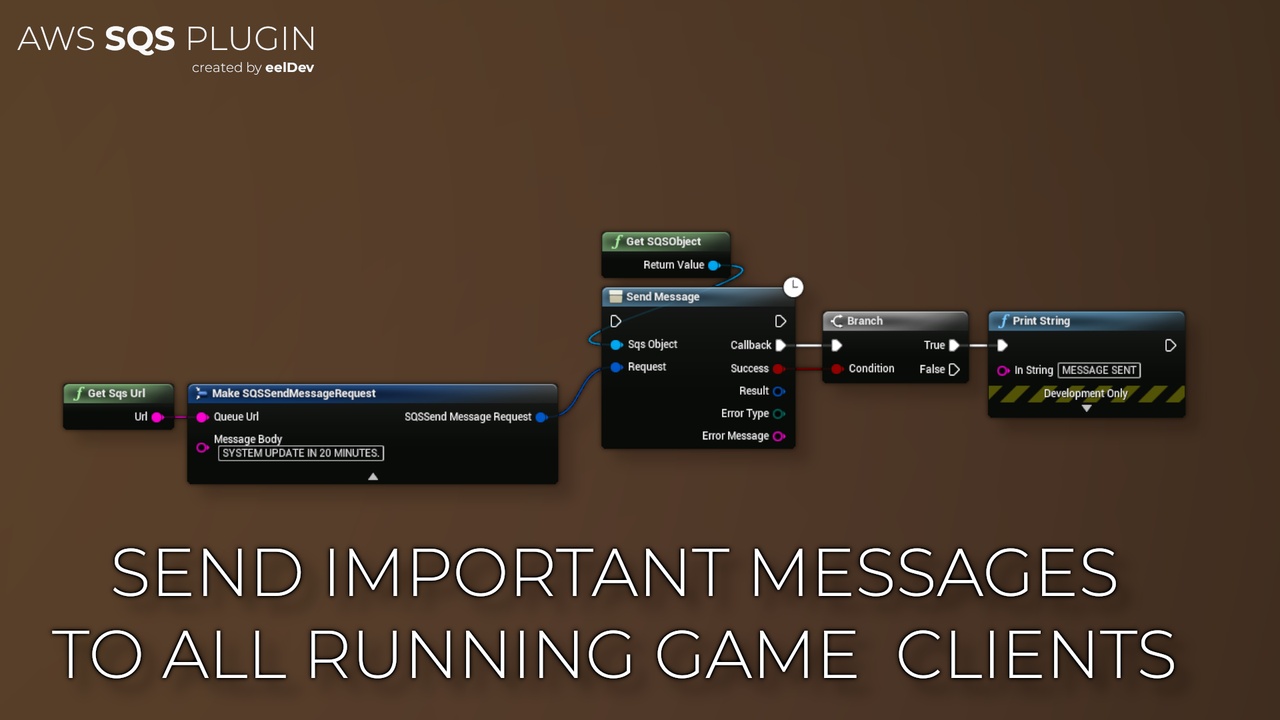 AWS SQS PLUGIN
created by eelDev
f Get SQSObject
Return Value
Send Message
Sqs Object
Callback
Request
Success
Result
Error Type
Error Message
Branch
True
Condition
False
f Print String
In String MESSAGE SENT
Development Only
f Get Sqs Url
Url
Make SQSSendMessageRequest
Queue Url
SQSSend Message Request
Message Body
SYSTEM UPDATE IN 20 MINUTES.
SEND IMPORTANT MESSAGES
TO ALL RUNNING GAME CLIENTS